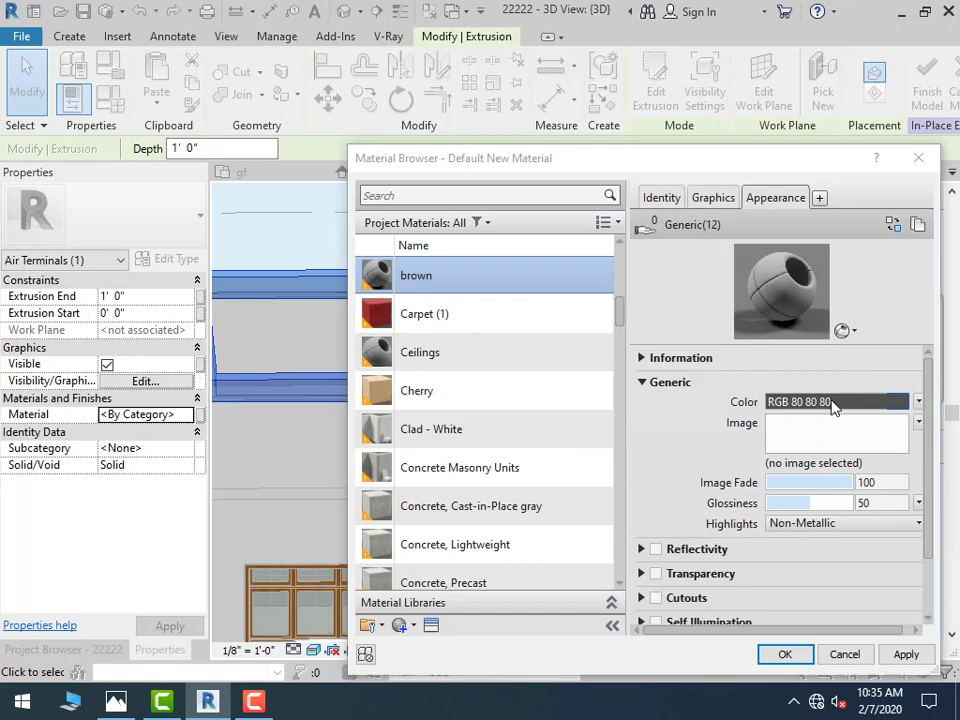 22222 - 3D View: {3D}
Sign In
File Create Insert Annotate View Manage Add-Ins V-Ray Modify | Extrusion
Modify
Paste
Cut
Join
Edit
Extrusion
Visibility
Settings
Edit
Work Plane
Pick
New
Finish
Model
Ca
Select Properties Clipboard Geometry Modify Measure Create Mode Work Plane Placement In-Place E
Modify | Extrusion Depth 1' 0"
Properties
gf
Air Terminals (1)
Edit Type
Constraints
Extrusion End 1' 0"
Extrusion Start 0' 0"
Work Plane <not associated>
Graphics
Visible
Visibility/Graphi... Edit...
Materials and Finishes
Material <By Category>
Identity Data
Subcategory <None>
Solid/Void Solid
Properties help
Apply
Project Browser - 22222 Properties
1/8" = 1'-0"
Click to selec
:0
Material Browser - Default New Material
?
Search
Project Materials: All
Name
brown
Carpet (1)
Ceilings
Cherry
Clad - White
Concrete Masonry Units
Concrete, Cast-in-Place gray
Concrete, Lightweight
Concrete, Precast
Material Libraries
Identity Graphics Appearance +
0
Generic(12)
Information
Generic
Color RGB 80 80 80
Image
(no image selected)
Image Fade 100
Glossiness 50
Highlights Non-Metallic
Reflectivity
Transparency
Cutouts
Self Illumination
OK Cancel Apply
10:35 AM
2/7/2020